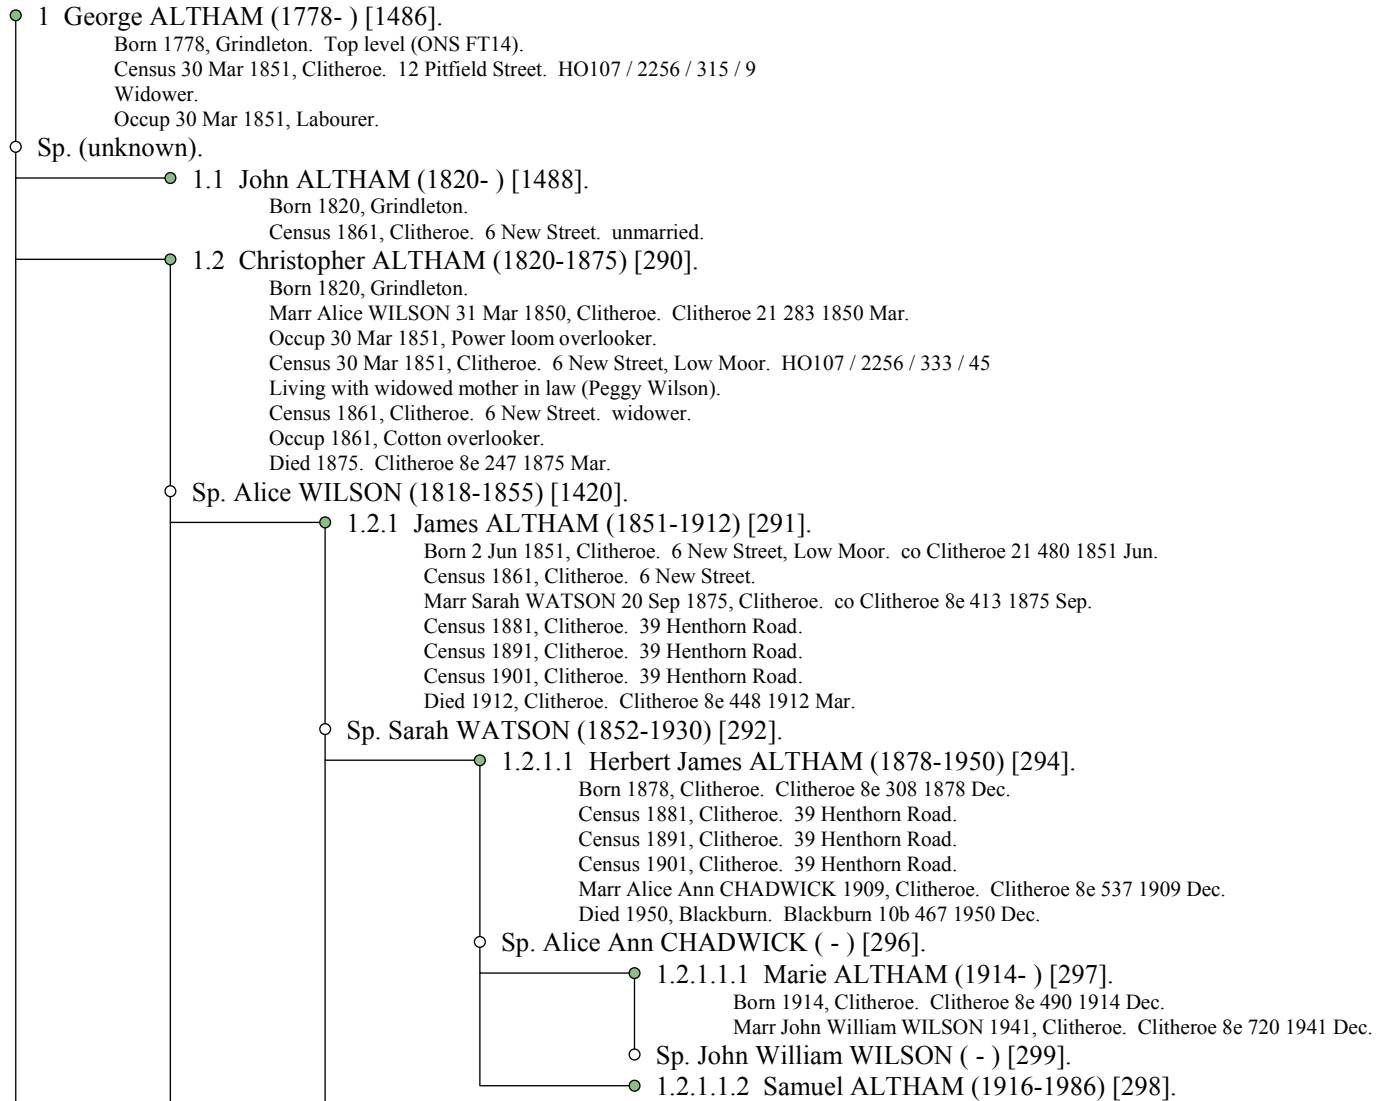 1 George ALTHAM (1778- ) [1486].
Born 1778, Grindleton. Top level (ONS FT14).
Census 30 Mar 1851, Clitheroe. 12 Pitfield Street. HO107 / 2256 / 315 / 9
Widower.
Occup 30 Mar 1851, Labourer.
Sp. (unknown).
1.1 John ALTHAM (1820- ) [1488].
Born 1820, Grindleton.
Census 1861, Clitheroe. 6 New Street. unmarried.
1.2 Christopher ALTHAM (1820-1875) [290].
Born 1820, Grindleton.
Marr Alice WILSON 31 Mar 1850, Clitheroe. Clitheroe 21 283 1850 Mar.
Occup 30 Mar 1851, Power loom overlooker.
Census 30 Mar 1851, Clitheroe. 6 New Street, Low Moor. HO107 / 2256 / 333 / 45
Living with widowed mother in law (Peggy Wilson).
Census 1861, Clitheroe. 6 New Street. widower.
Occup 1861, Cotton overlooker.
Died 1875. Clitheroe 8e 247 1875 Mar.
Sp. Alice WILSON (1818-1855) [1420].
1.2.1 James ALTHAM (1851-1912) [291].
Born 2 Jun 1851, Clitheroe. 6 New Street, Low Moor. co Clitheroe 21 480 1851 Jun.
Census 1861, Clitheroe. 6 New Street.
Marr Sarah WATSON 20 Sep 1875, Clitheroe. co Clitheroe 8e 413 1875 Sep.
Census 1881, Clitheroe. 39 Henthorn Road.
Census 1891, Clitheroe. 39 Henthorn Road.
Census 1901, Clitheroe. 39 Henthorn Road.
Died 1912, Clitheroe. Clitheroe 8e 448 1912 Mar.
Sp. Sarah WATSON (1852-1930) [292].
1.2.1.1 Herbert James ALTHAM (1878-1950) [294].
Born 1878, Clitheroe. Clitheroe 8e 308 1878 Dec.
Census 1881, Clitheroe. 39 Henthorn Road.
Census 1891, Clitheroe. 39 Henthorn Road.
Census 1901, Clitheroe. 39 Henthorn Road.
Marr Alice Ann CHADWICK 1909, Clitheroe. Clitheroe 8e 537 1909 Dec.
Died 1950, Blackburn. Blackburn 10b 467 1950 Dec.
Sp. Alice Ann CHADWICK ( - ) [296].
1.2.1.1.1 Marie ALTHAM (1914- ) [297].
Born 1914, Clitheroe. Clitheroe 8e 490 1914 Dec.
Marr John William WILSON 1941, Clitheroe. Clitheroe 8e 720 1941 Dec.
Sp. John William WILSON ( - ) [299].
1.2.1.1.2 Samuel ALTHAM (1916-1986) [298].